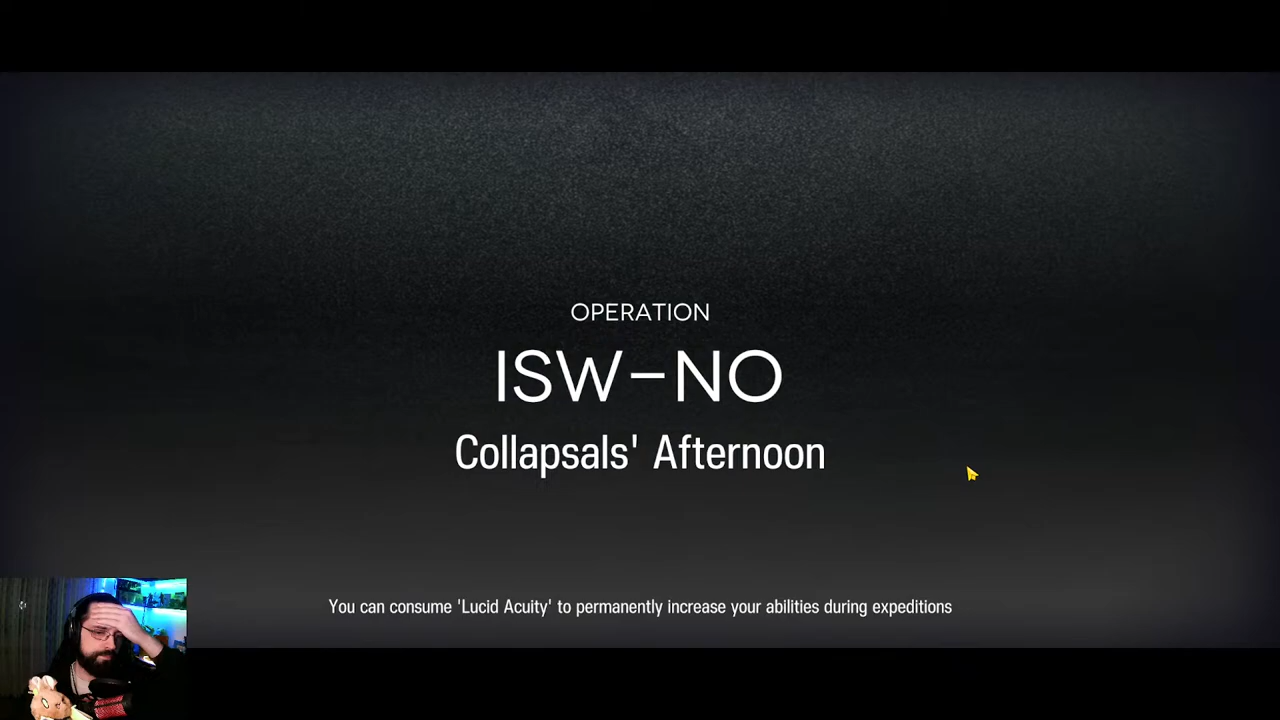 OPERATION
ISW-NO
Collapsals' Afternoon
You can consume 'Lucid Acuity' to permanently increase your abilities during expeditions